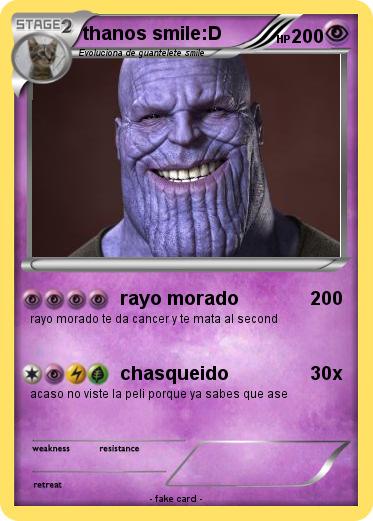 STAGE2
thanos smile:D
HP200
Evoluciona de guantelete smile
rayo morado 200
rayo morado te da cancer y te mata al second
chasqueido 30x
acaso no viste la peli porque ya sabes que ase
weakness resistance
retreat
- fake card -